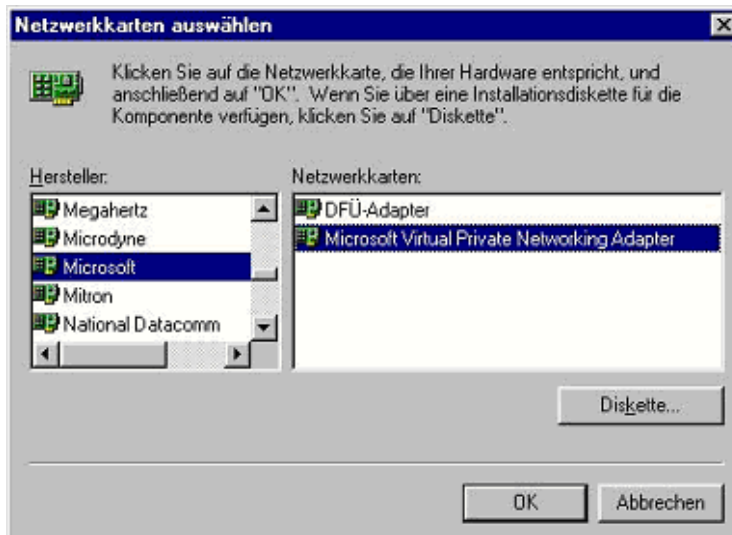 Netzwerkkarten auswählen
Klicken Sie auf die Netzwerkkarte, die Ihrer Hardware entspricht, und
anschließend auf "OK". Wenn Sie über eine Installationsdiskette für die
Komponente verfügen, klicken Sie auf "Diskette".
Hersteller:
Megahertz
Microdyne
Microsoft
Mitron
National Datacomm
Netzwerkkarten:
DFÜ-Adapter
Microsoft Virtual Private Networking Adapter
Diskette...
OK
Abbrechen